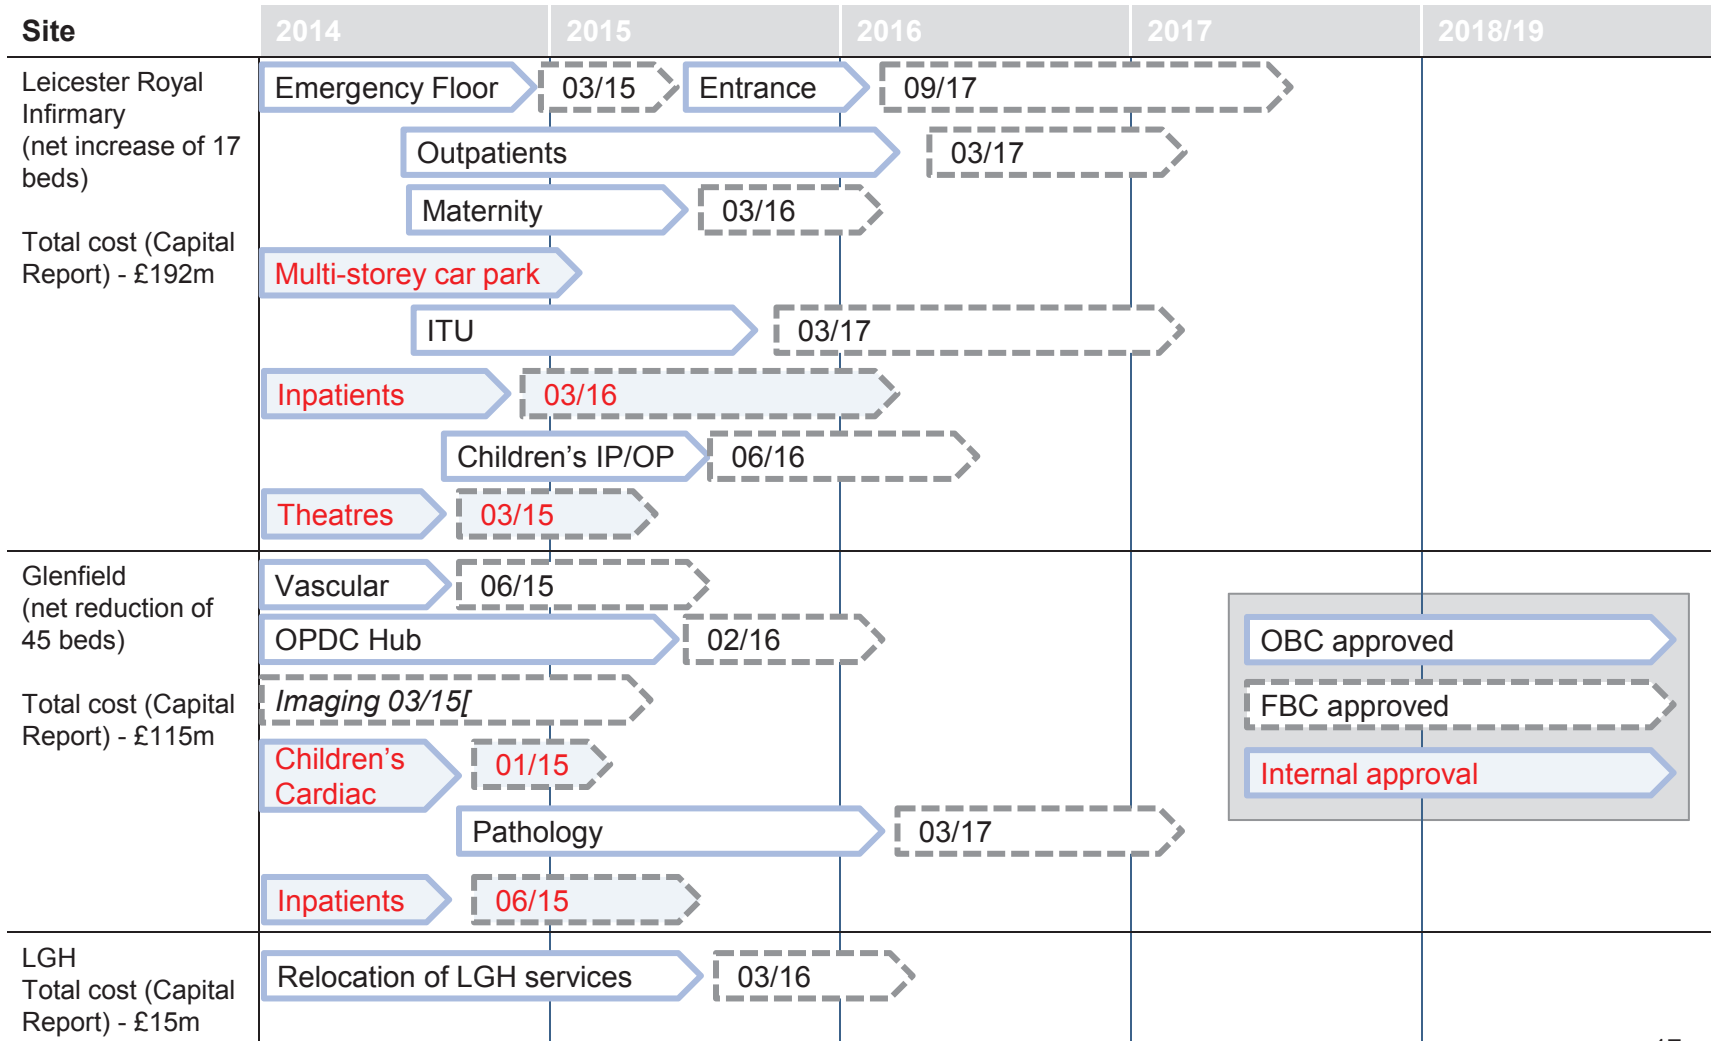 Site 2014 2015 2016 2017 2018/19
Leicester Royal
Infirmary
(net increase of 17
beds)
Total cost (Capital
Report) - £192m
Emergency Floor 03/15 Entrance 09/17
Outpatients 03/17
Maternity 03/16
Multi-storey car park
ITU 03/17
Inpatients 03/16
Children’s IP/OP 06/16
Theatres 03/15
Glenfield
(net reduction of
45 beds)
Total cost (Capital
Report) - £115m
Vascular 06/15
OPDC Hub 02/16
Imaging 03/15[
Children’s
Cardiac
01/15
Pathology 03/17
Inpatients 06/15
OBC approved
FBC approved
Internal approval
LGH
Total cost (Capital
Report) - £15m
Relocation of LGH services 03/16